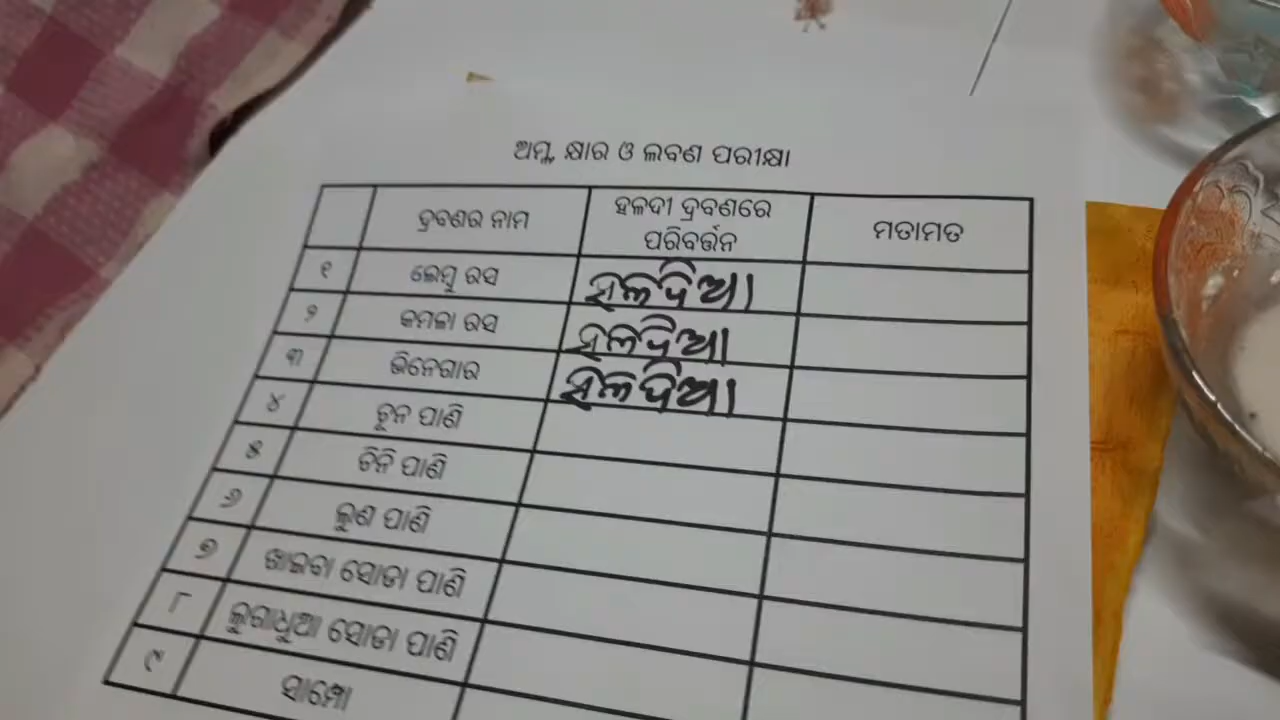 ଅମ୍ଳ, କ୍ଷାର ଓ ଲବଣ ପରୀକ୍ଷା
ଦ୍ରବଣର ନାମ ହଳଦୀ ଦ୍ରବଣରେ ପରିବର୍ତ୍ତନ ମତାମତ
୧ ଲେମ୍ବୁ ରସ ହଳଦିଆ
୨ କମଳା ରସ ହଳଦିଆ
୩ ଭିନେଗାର ହଳଦିଆ
୪ ଚୂନ ପାଣି
୫ ଚିନି ପାଣି
୬ ଲୁଣ ପାଣି
୭ ଖାଇବା ସୋଡା ପାଣି
୮ ଲୁଗାଧୁଆ ସୋଡା ପାଣି
୯ ସାମ୍ପୋ